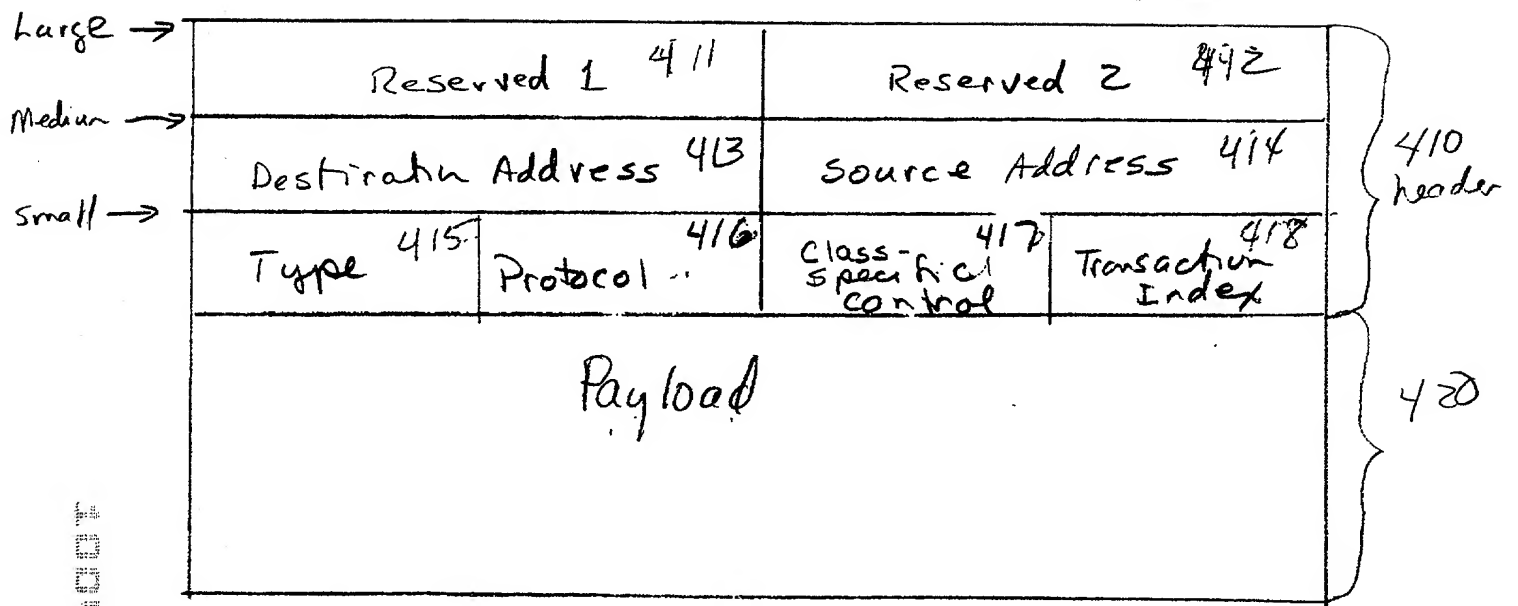 Large →
Reserved 1 411
Reserved 2 412
Medium →
Destination Address 413
Source Address 414
410
header
Small →
Type 415
Protocol 416
Class-
specifical
control
417
Transaction
Index
418
Payload
420